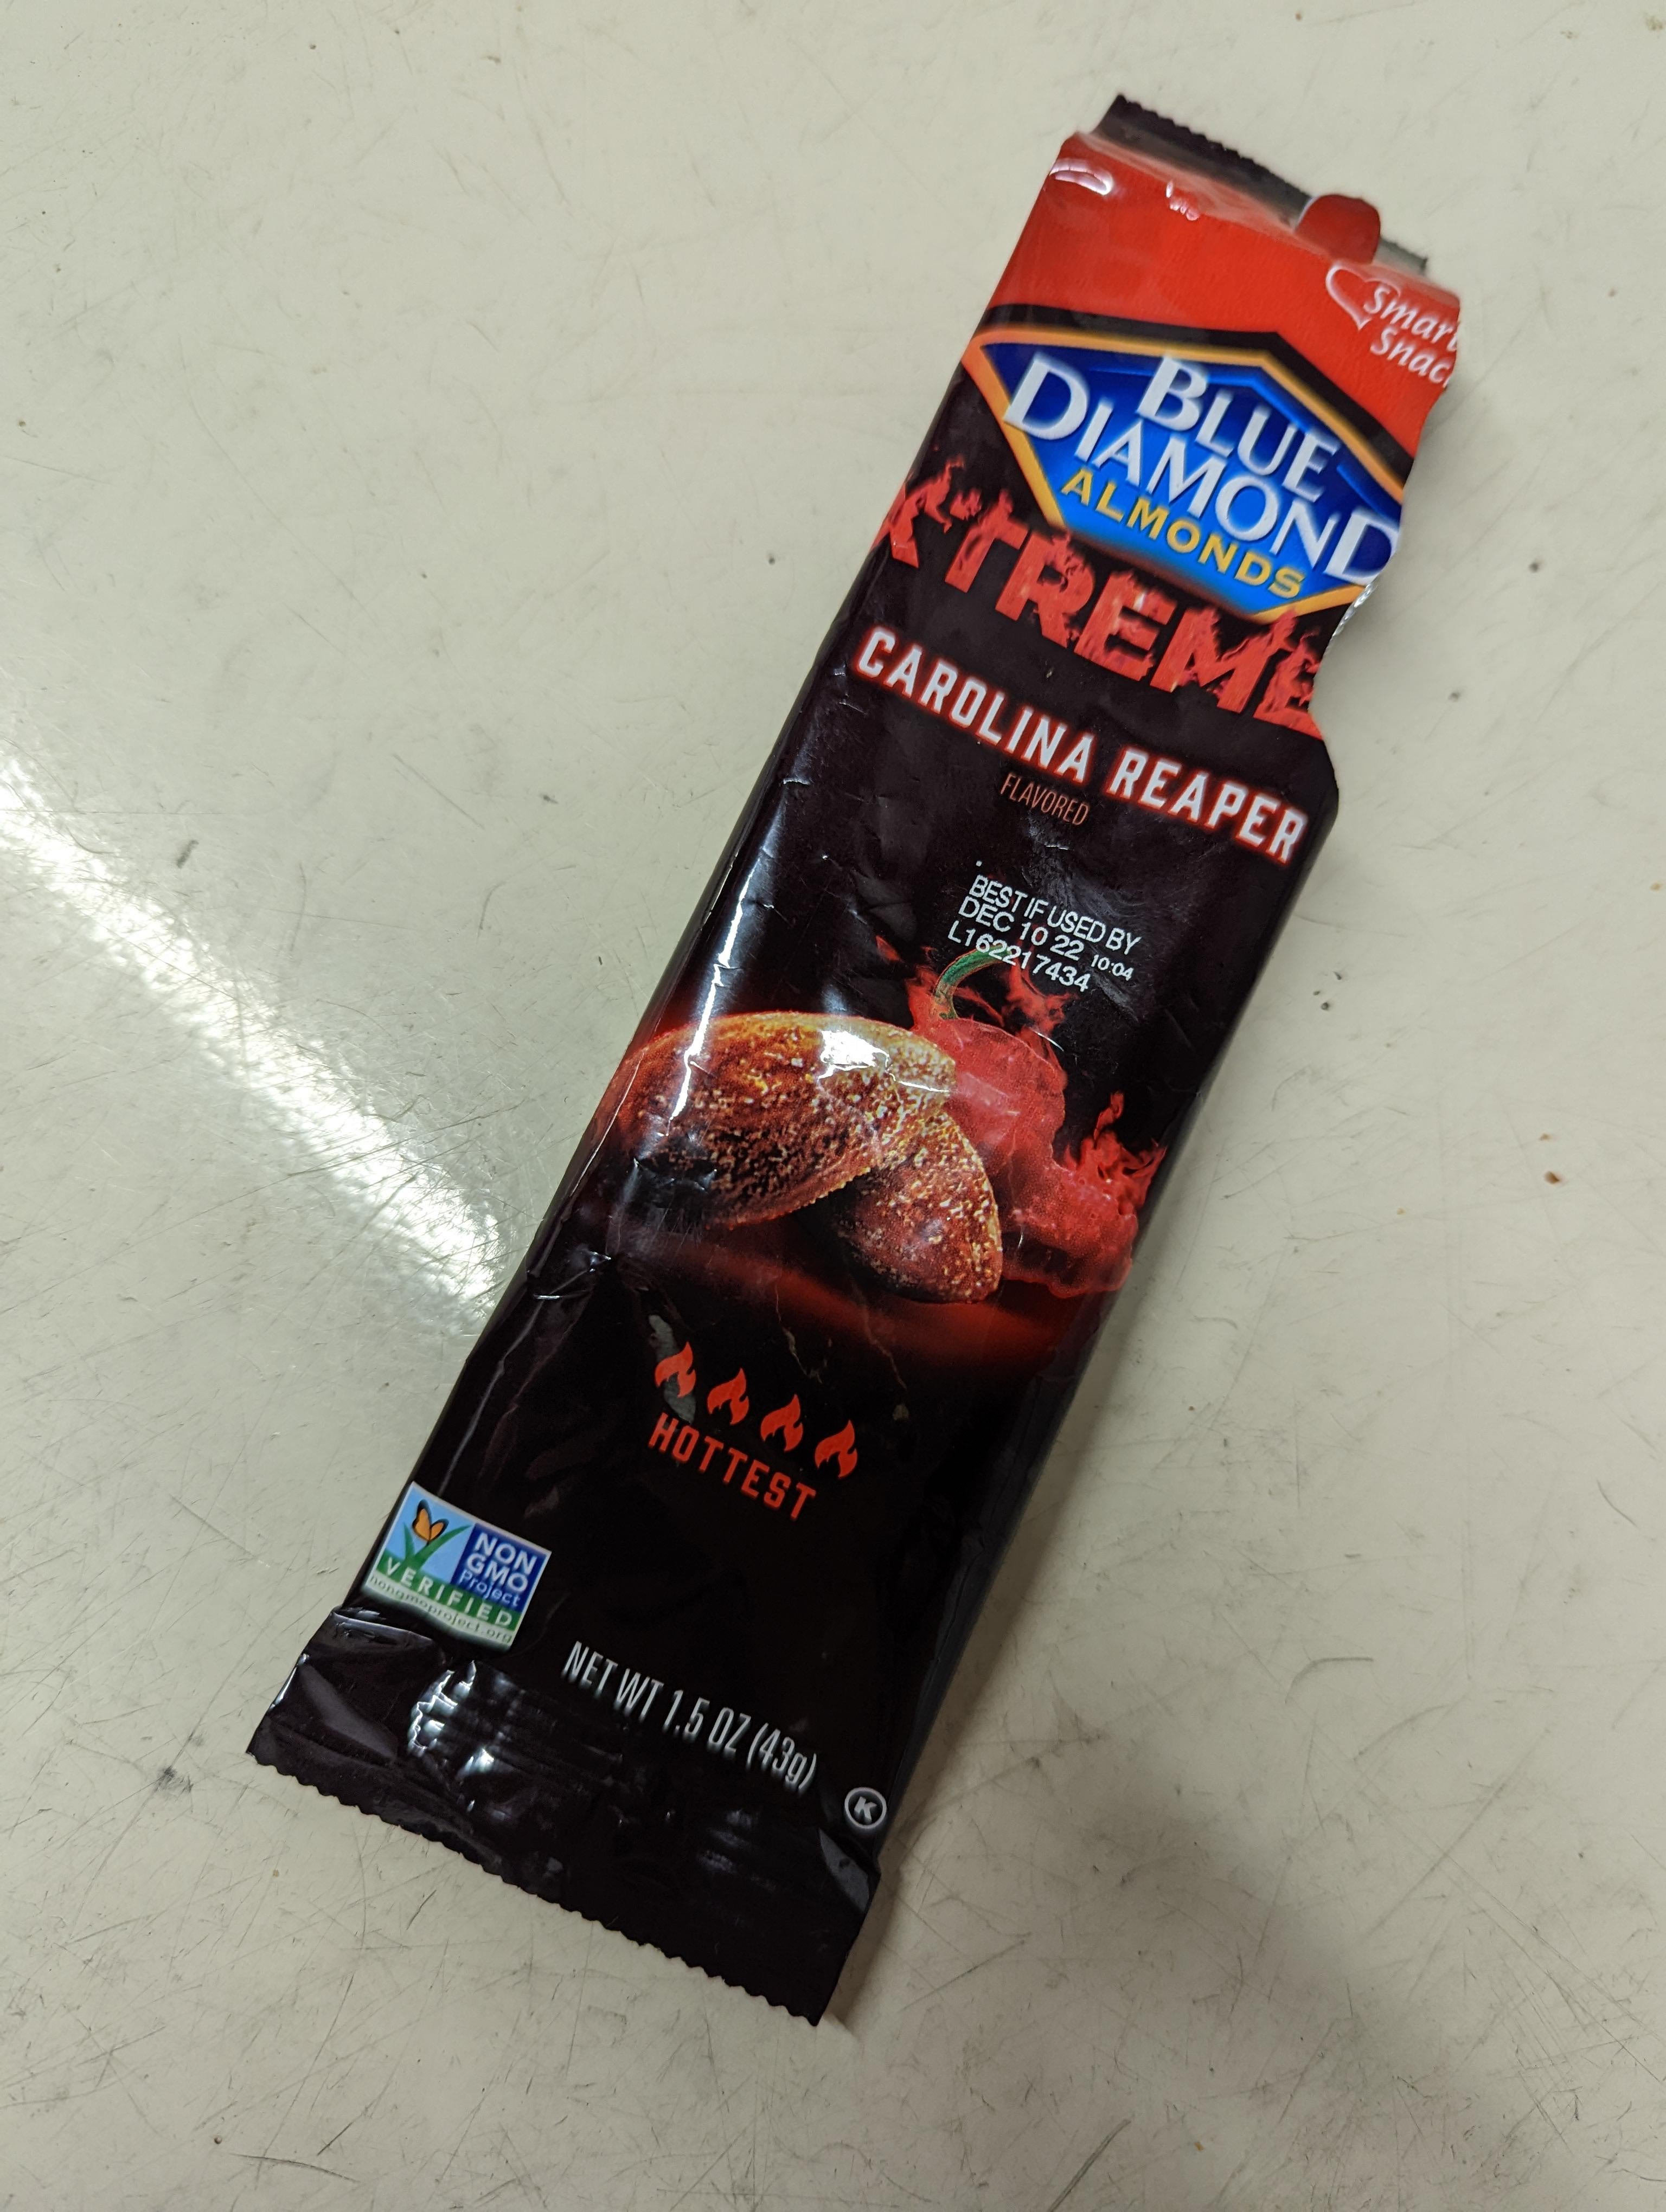 Smart
Snac
BLUE
DIAMOND
ALMONDS
XTREME
CAROLINA REAPER
FLAVORED
BEST IF USED BY
DEC 10 22 10:04
L162217434
HOTTEST
NON
GMO
Project
VERIFIED
nongmoproject.org
NET WT 1.5 OZ (43g)
K